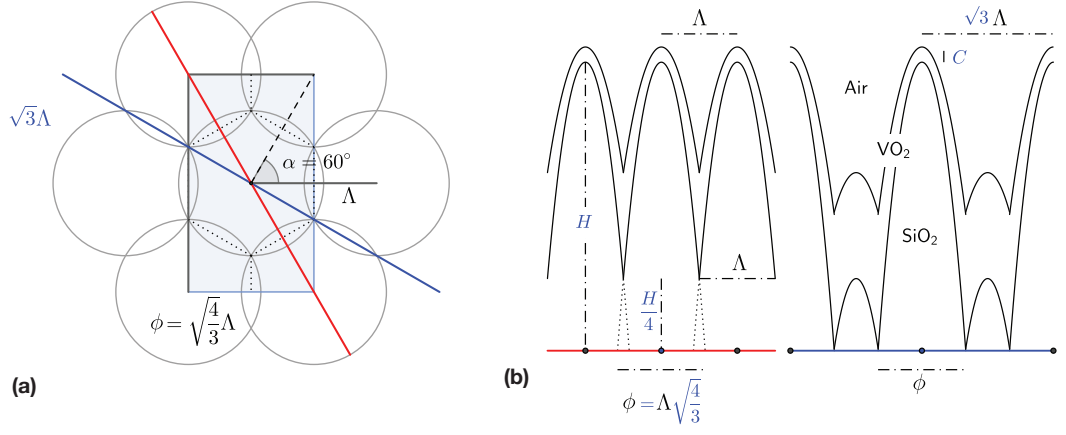 √3Λ
α = 60°
Λ
φ = √(4/3) Λ
(a)
Λ
√3 Λ
C
Air
VO₂
H
SiO₂
Λ
H/4
φ = Λ√(4/3)
φ
(b)